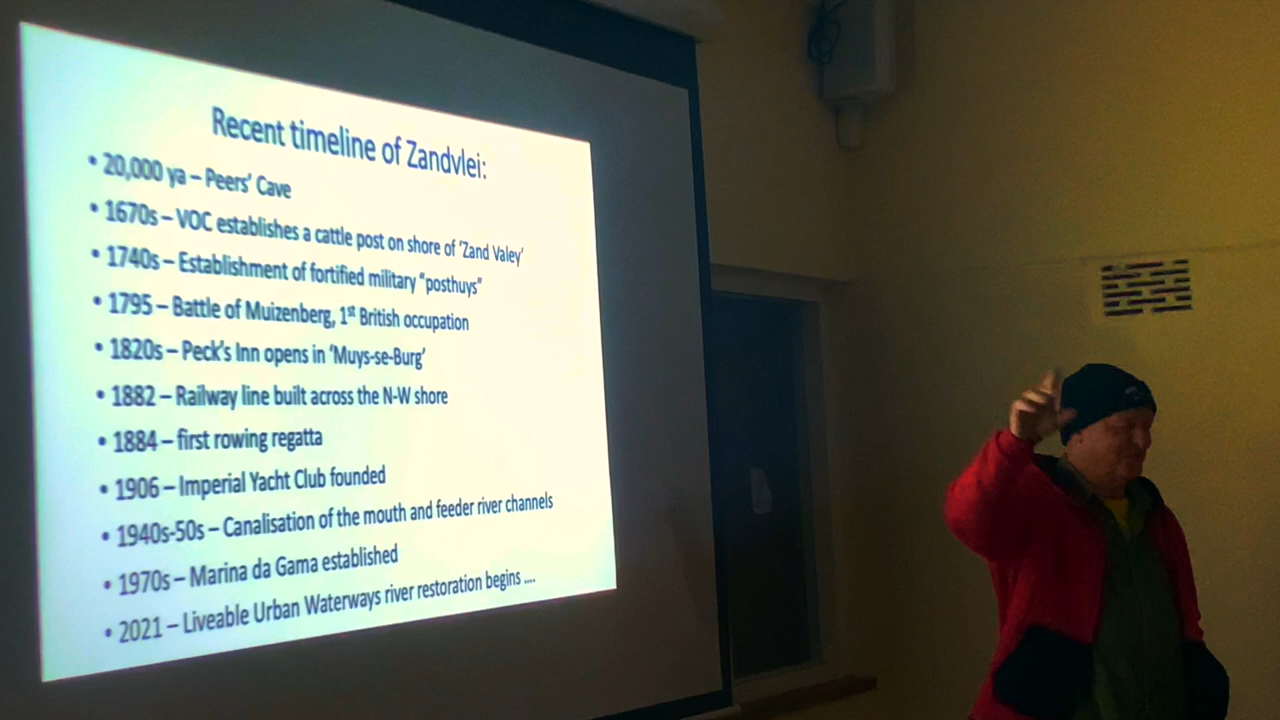 Recent timeline of Zandvlei:
• 20,000 ya – Peers' Cave
• 1670s – VOC establishes a cattle post on shore of 'Zand Valey'
• 1740s – Establishment of fortified military "posthuys"
• 1795 – Battle of Muizenberg, 1st British occupation
• 1820s – Peck's Inn opens in 'Muys-se-Burg'
• 1882 – Railway line built across the N-W shore
• 1884 – first rowing regatta
• 1906 – Imperial Yacht Club founded
• 1940s-50s – Canalisation of the mouth and feeder river channels
• 1970s – Marina da Gama established
• 2021 – Liveable Urban Waterways river restoration begins ....